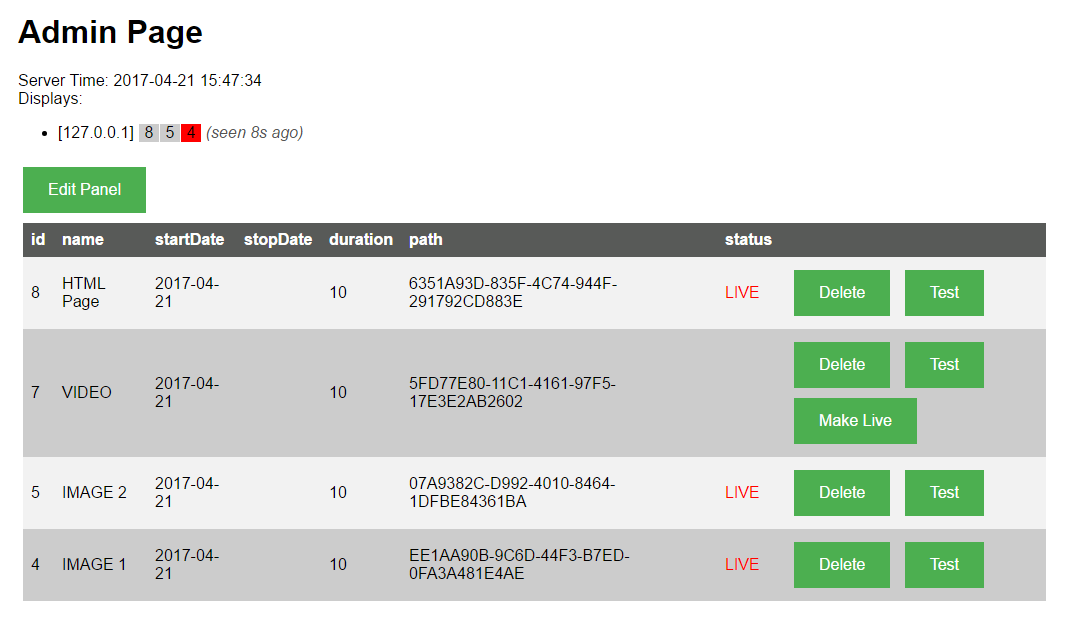 Admin Page
Server Time: 2017-04-21 15:47:34
Displays:
• [127.0.0.1] 8 5 4 (seen 8s ago)
Edit Panel
id name startDate stopDate duration path status
8 HTML Page 2017-04-21 10 6351A93D-835F-4C74-944F-291792CD883E LIVE Delete Test
7 VIDEO 2017-04-21 10 5FD77E80-11C1-4161-97F5-17E3E2AB2602 Delete Test
Make Live
5 IMAGE 2 2017-04-21 10 07A9382C-D992-4010-8464-1DFBE84361BA LIVE Delete Test
4 IMAGE 1 2017-04-21 10 EE1AA90B-9C6D-44F3-B7ED-0FA3A481E4AE LIVE Delete Test